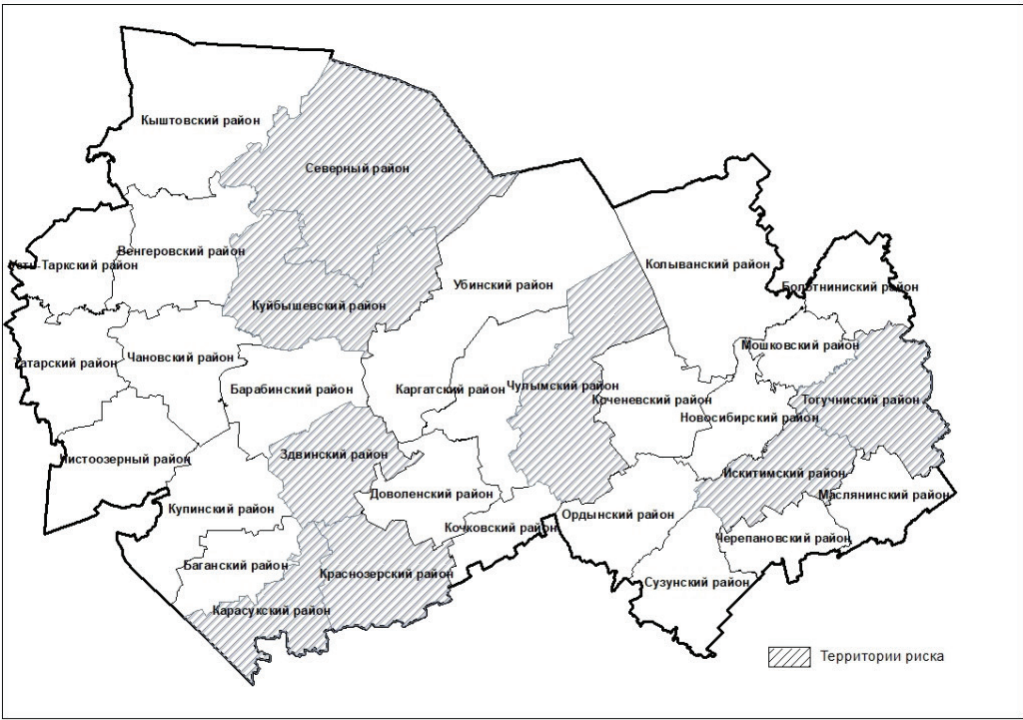 Кыштовский район
Северный район
Венгеровский район
Усть-Таркский район
Колыванский район
Убинский район
Болотниниский район
Куйбышевский район
Мошковский район
Татарский район
Чановский район
Барабинский район
Каргатский район
Чулымский район
Коченевский район
Тогучниский район
Новосибирский район
Здвинский район
Чистоозерный район
Искитимский район
Доволенский район
Маслянинский район
Купинский район
Ордынский район
Кочковский район
Черепановский район
Баганский район
Краснозерский район
Сузунский район
Карасукский район
Территории риска